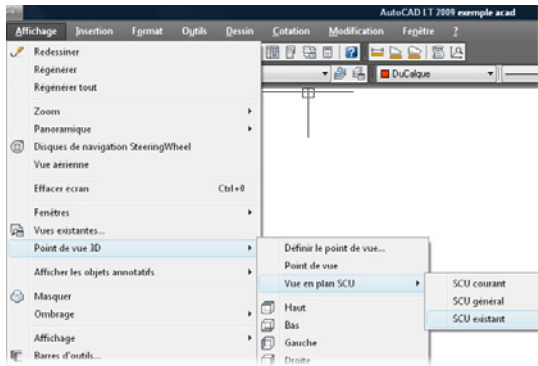 AutoCAD LT 2009 exemple acad
Affichage Insertion Format Outils Dessin Cotation Modification Fenêtre ?
Redessiner
Régénérer
Régénérer tout
DuCalque
Zoom
Panoramique
Disques de navigation SteeringWheel
Vue aérienne
Effacer écran Ctrl+0
Fenêtres
Vues existantes...
Point de vue 3D
Définir le point de vue...
Afficher les objets annotatifs
Point de vue
Vue en plan SCU
SCU courant
Masquer
Haut
SCU général
Ombrage
Bas
SCU existant
Affichage
Gauche
Barres d'outils...
Droite